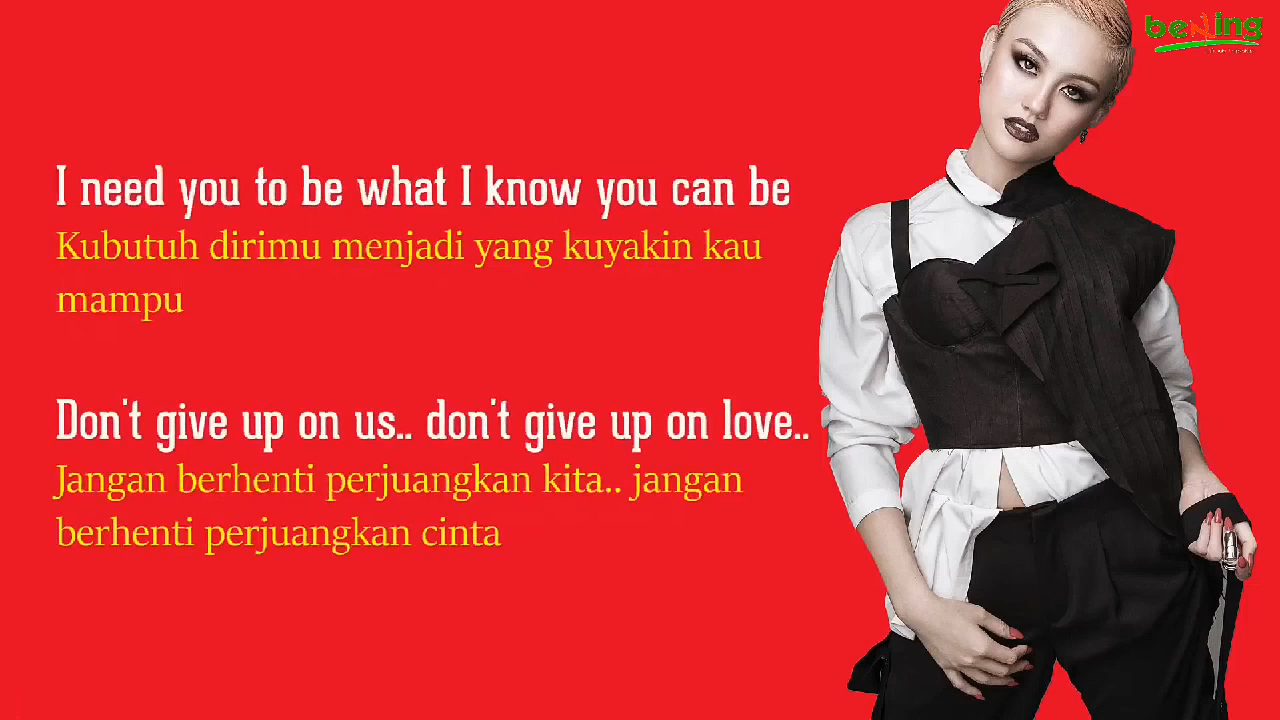 bening
I need you to be what I know you can be
Kubutuh dirimu menjadi yang kuyakin kau
mampu
Don't give up on us.. don't give up on love..
Jangan berhenti perjuangkan kita.. jangan
berhenti perjuangkan cinta